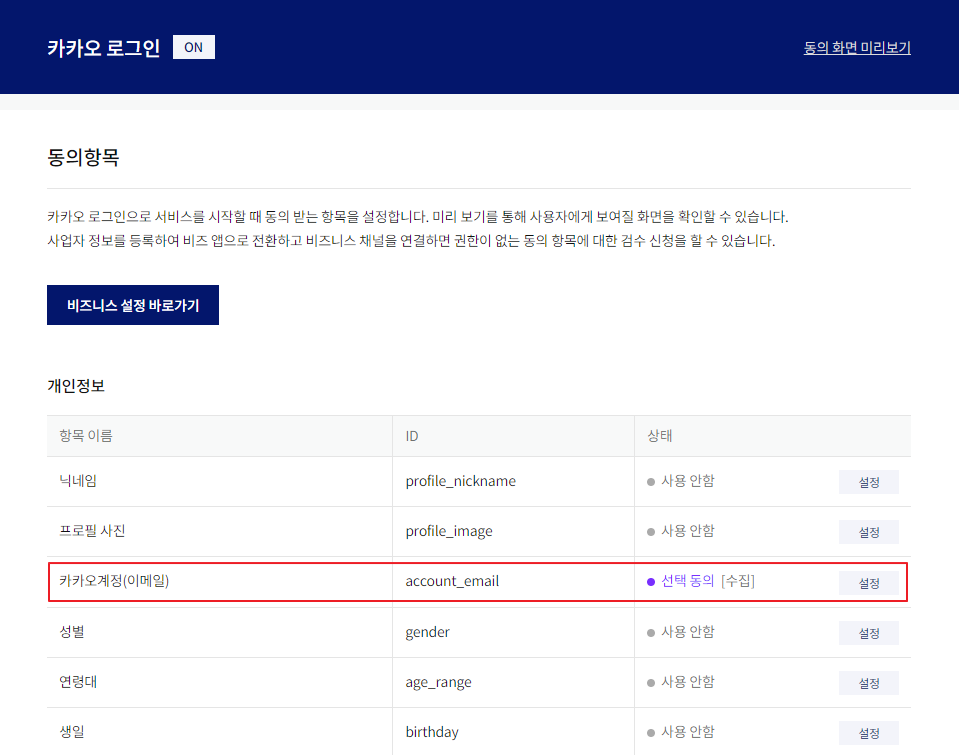 카카오 로그인 ON 동의 화면 미리보기
동의항목
카카오 로그인으로 서비스를 시작할 때 동의 받는 항목을 설정합니다. 미리 보기를 통해 사용자에게 보여질 화면을 확인할 수 있습니다.
사업자 정보를 등록하여 비즈 앱으로 전환하고 비즈니스 채널을 연결하면 권한이 없는 동의 항목에 대한 검수 신청을 할 수 있습니다.
비즈니스 설정 바로가기
개인정보
항목 이름 ID 상태
닉네임 profile_nickname 사용 안함 설정
프로필 사진 profile_image 사용 안함 설정
카카오계정(이메일) account_email 선택 동의 [수집] 설정
성별 gender 사용 안함 설정
연령대 age_range 사용 안함 설정
생일 birthday 사용 안함 설정